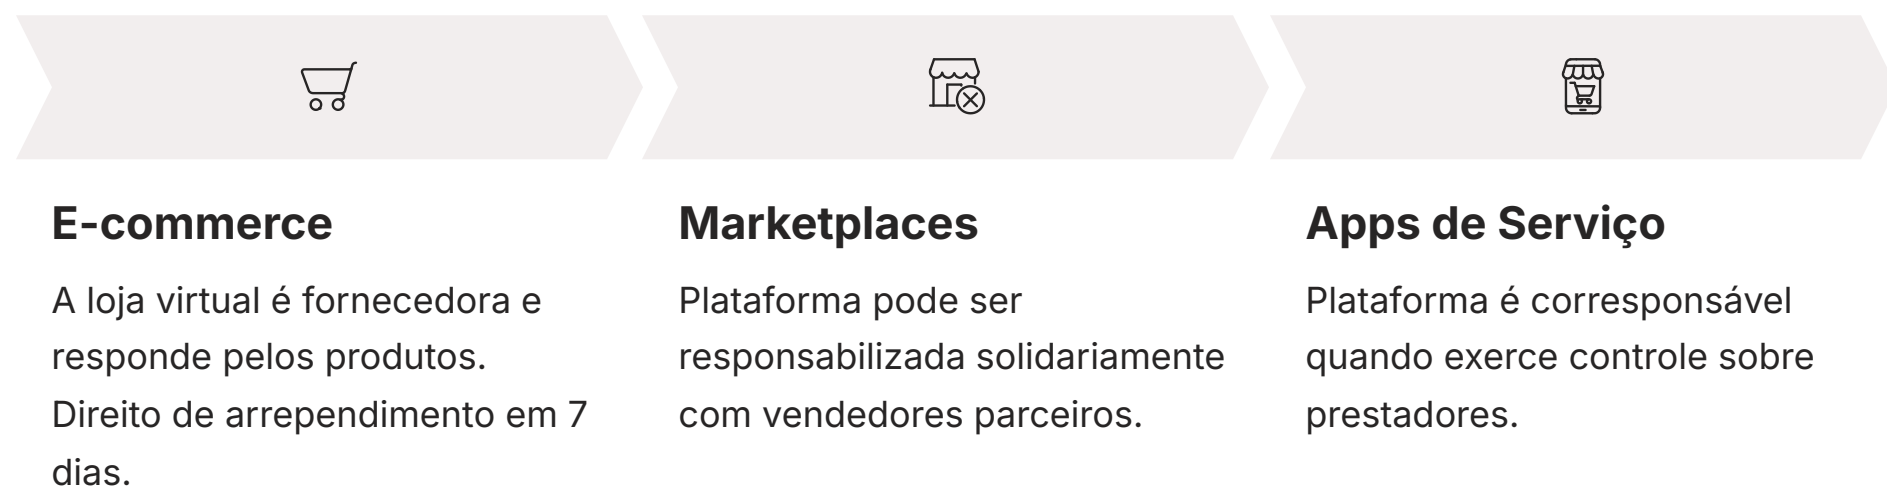 E-commerce
A loja virtual é fornecedora e
responde pelos produtos.
Direito de arrependimento em 7
dias.
Marketplaces
Plataforma pode ser
responsabilizada solidariamente
com vendedores parceiros.
Apps de Serviço
Plataforma é corresponsável
quando exerce controle sobre
prestadores.